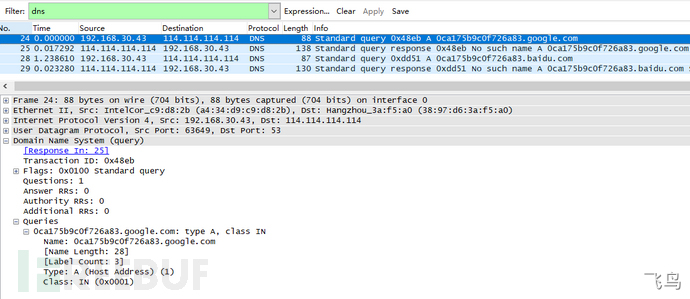 Filter: dns Expression... Clear Apply Save
No. Time Source Destination Protocol Length Info
24 0.000000 192.168.30.43 114.114.114.114 DNS 88 Standard query 0x48eb A 0ca175b9c0f726a83.google.com
25 0.017292 114.114.114.114 192.168.30.43 DNS 138 Standard query response 0x48eb No such name A 0ca175b9c0f726a83.google.com
28 1.238610 192.168.30.43 114.114.114.114 DNS 87 Standard query 0xdd51 A 0ca175b9c0f726a83.baidu.com
29 0.023280 114.114.114.114 192.168.30.43 DNS 130 Standard query response 0xdd51 A 0ca175b9c0f726a83.baidu.com
Frame 24: 88 bytes on wire (704 bits), 88 bytes captured (704 bits) on interface 0
Ethernet II, Src: IntelCor_c9:d8:2b (a4:34:d9:c9:d8:2b), Dst: Hangzhou_3a:f5:a0 (38:97:d6:3a:f5:a0)
Internet Protocol Version 4, Src: 192.168.30.43, Dst: 114.114.114.114
User Datagram Protocol, Src Port: 63649, Dst Port: 53
Domain Name System (query)
[Response In: 25]
Transaction ID: 0x48eb
Flags: 0x0100 Standard query
Questions: 1
Answer RRs: 0
Authority RRs: 0
Additional RRs: 0
Queries
0ca175b9c0f726a83.google.com: type A, class IN
Name: 0ca175b9c0f726a83.google.com
[Name Length: 28]
[Label Count: 3]
Type: A (Host Address) (1)
Class: IN (0x0001)
飞鸟